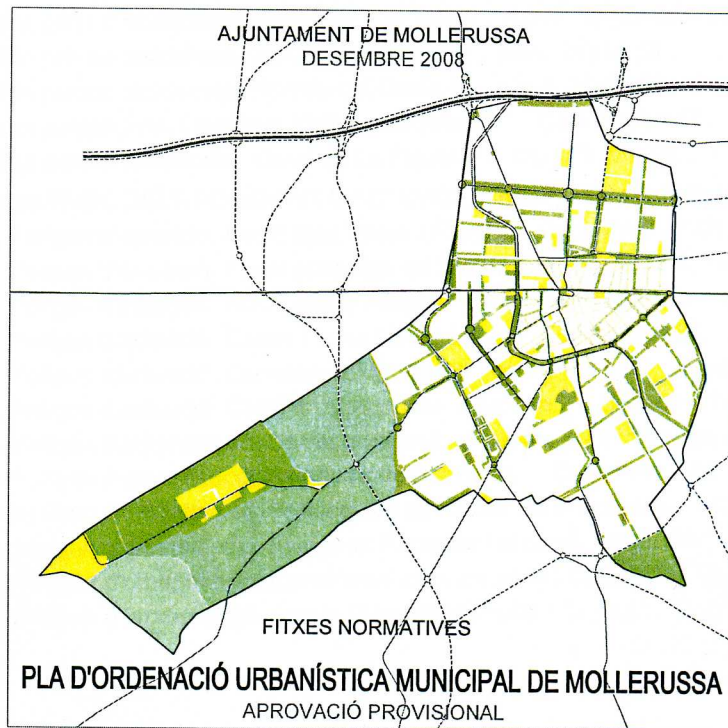 AJUNTAMENT DE MOLLERUSSA
DESEMBRE 2008
FITXES NORMATIVES
PLA D'ORDENACIÓ URBANÍSTICA MUNICIPAL DE MOLLERUSSA
APROVACIÓ PROVISIONAL